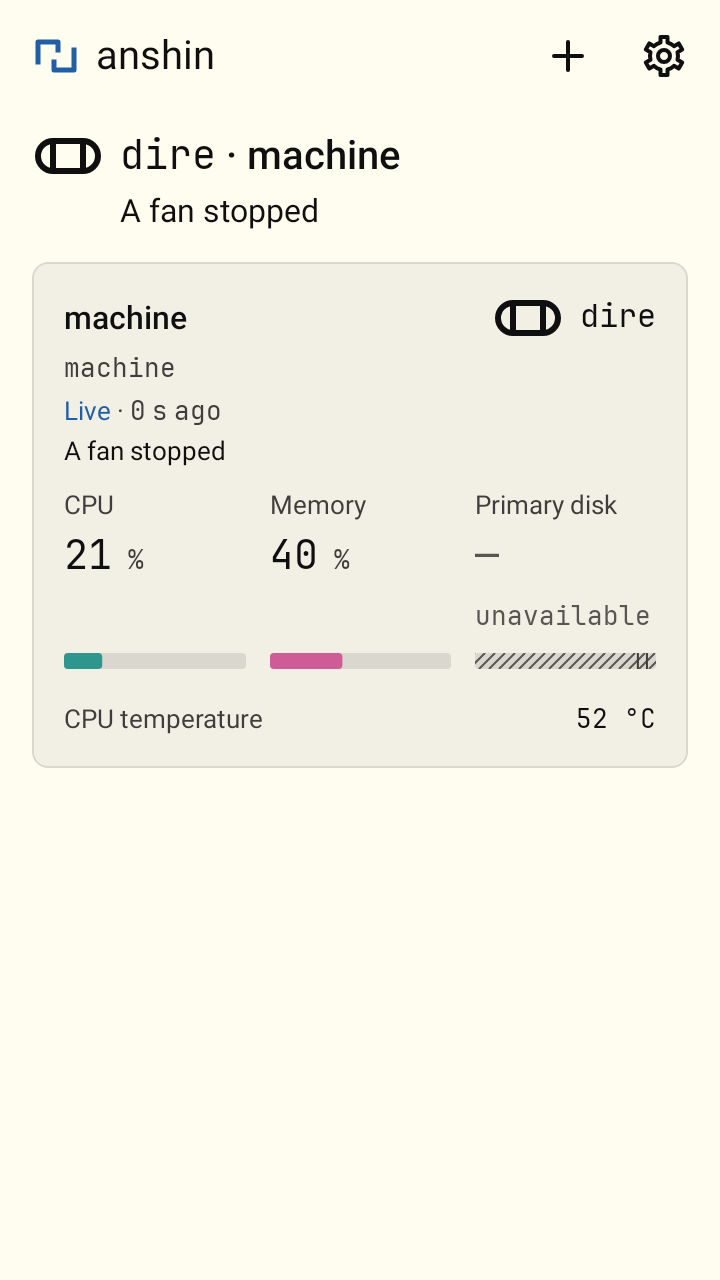 anshin
dire · machine
A fan stopped
machine dire
machine
Live · 0 s ago
A fan stopped
CPU Memory Primary disk
21 % 40 % —
unavailable
CPU temperature 52 °C